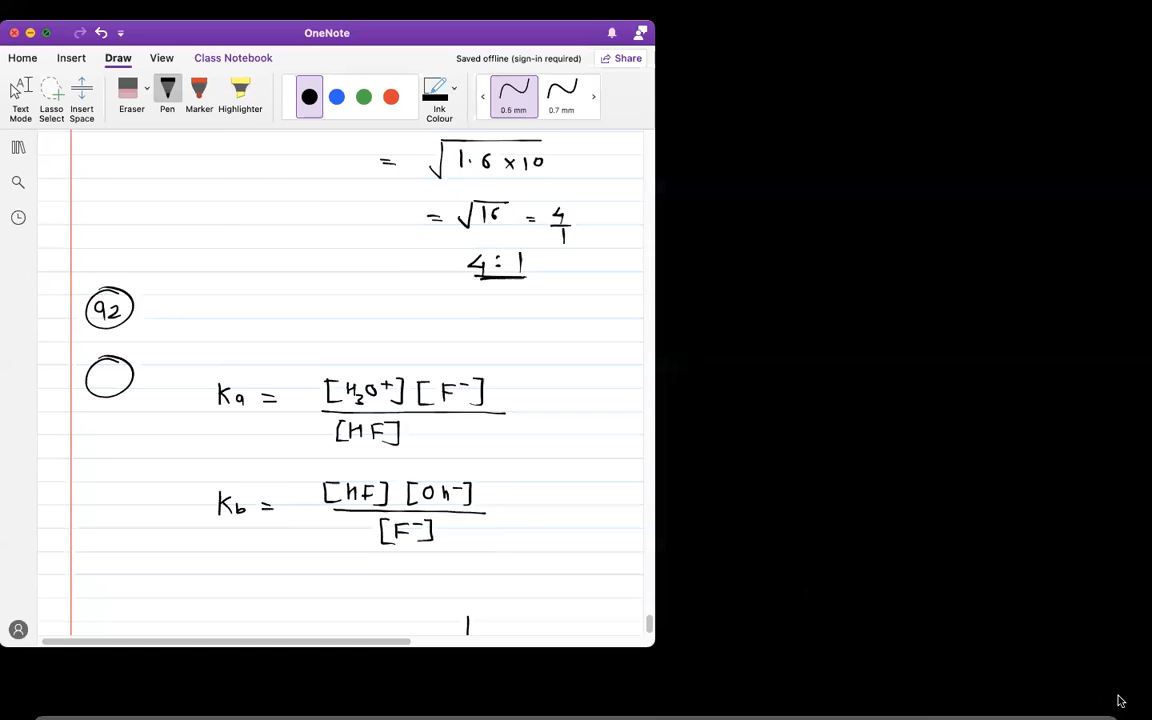 OneNote
Home Insert Draw View Class Notebook Saved offline (sign-in required) Share
Text Mode Lasso Select Insert Space Eraser Pen Marker Highlighter Ink Colour 0.5 mm 0.7 mm
= √1.6 × 10
= √16 = 4/1
4 : 1
92
Ka = [H₃O⁺] [F⁻] / [HF]
Kb = [HF] [Oh⁻] / [F⁻]